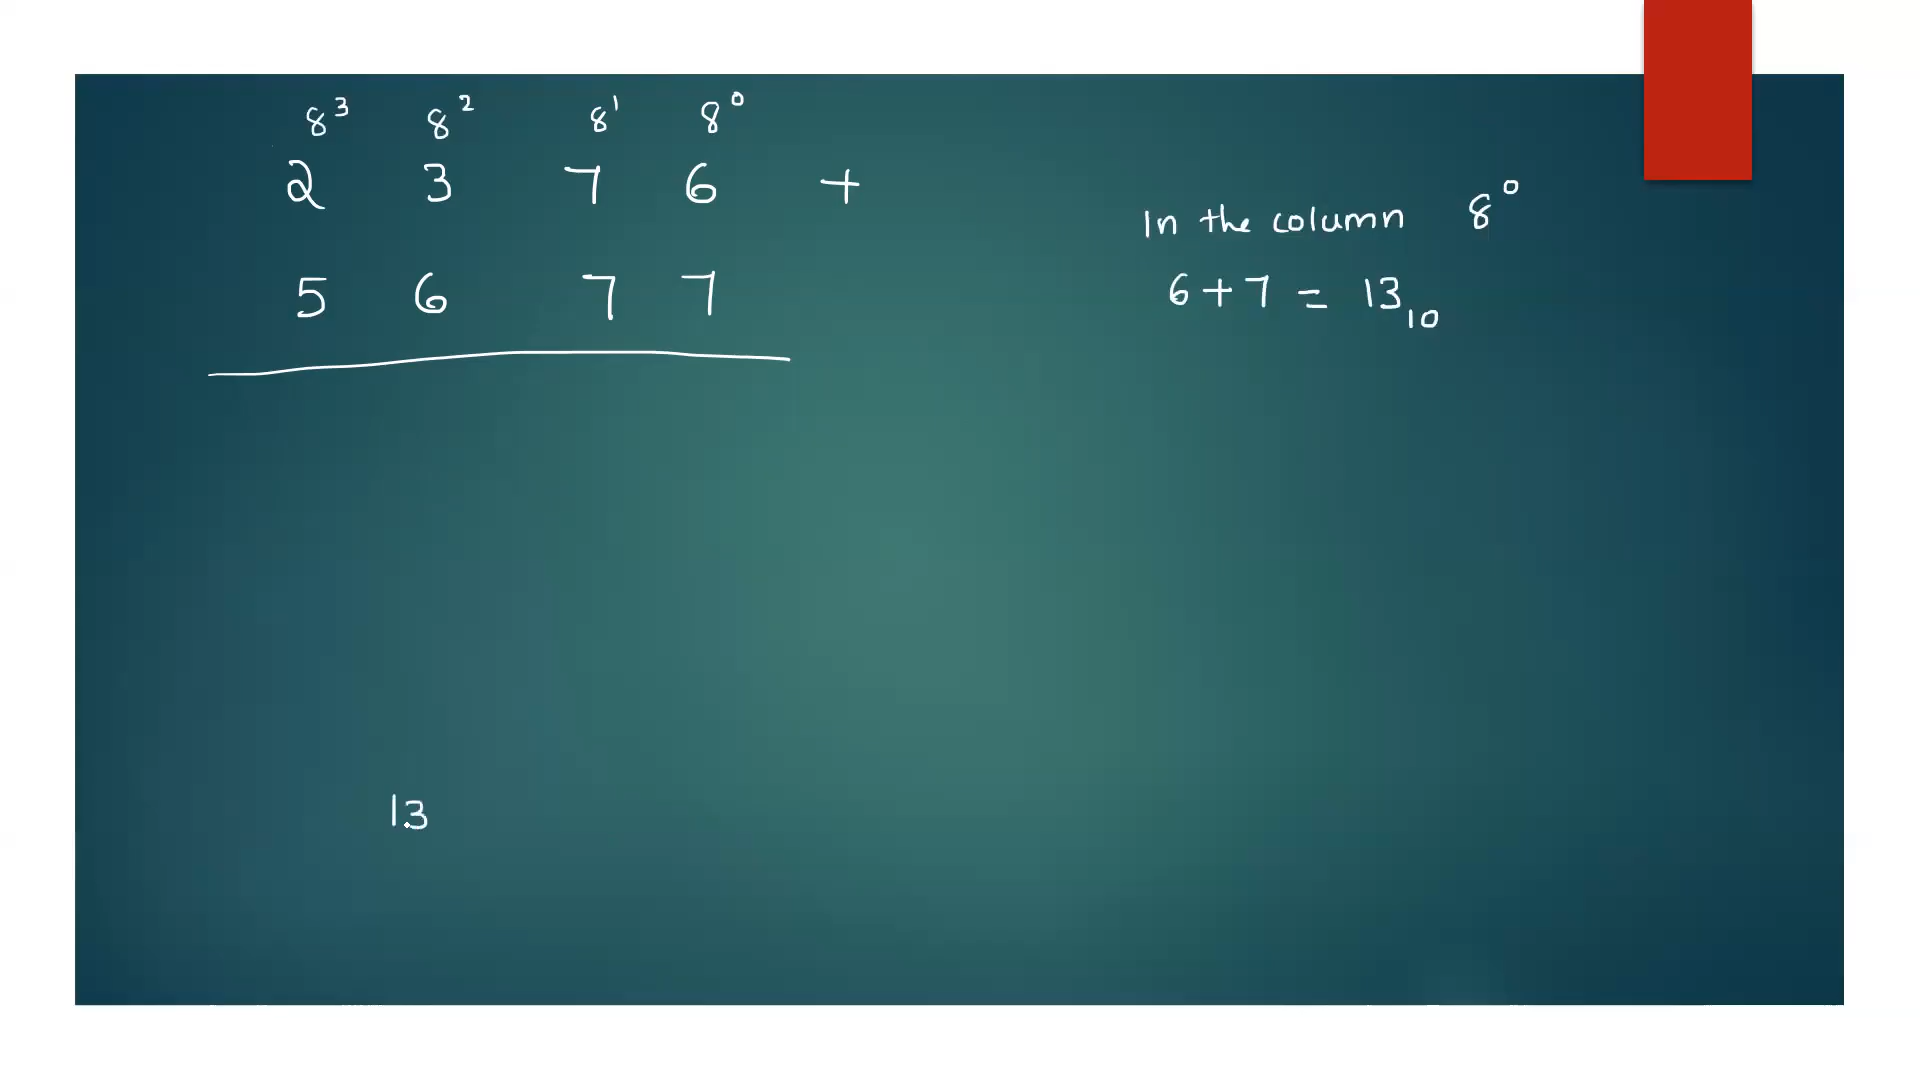 8³ 8² 8¹ 8⁰
2 3 7 6 +
5 6 7 7
In the column 8⁰
6+7 = 13₁₀
13